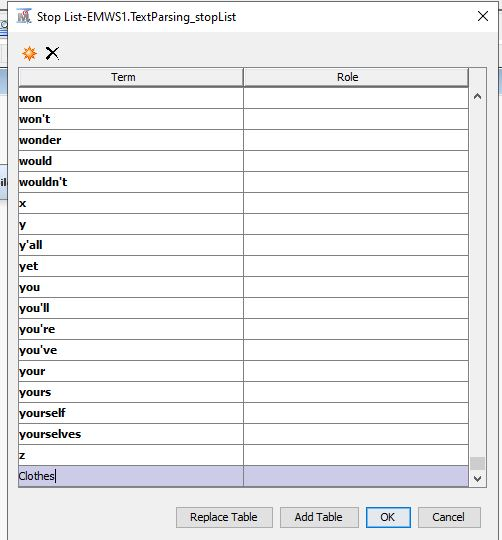 Stop List-EMWS1.TextParsing_stopList
Term Role
won
won't
wonder
would
wouldn't
x
y
y'all
yet
you
you'll
you're
you've
your
yours
yourself
yourselves
z
Clothes
Replace Table Add Table OK Cancel